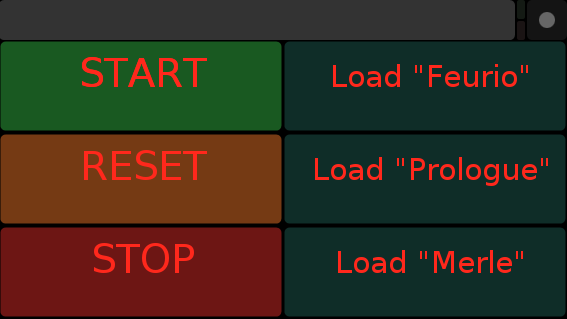 START
Load "Feurio"
RESET
Load "Prologue"
STOP
Load "Merle"